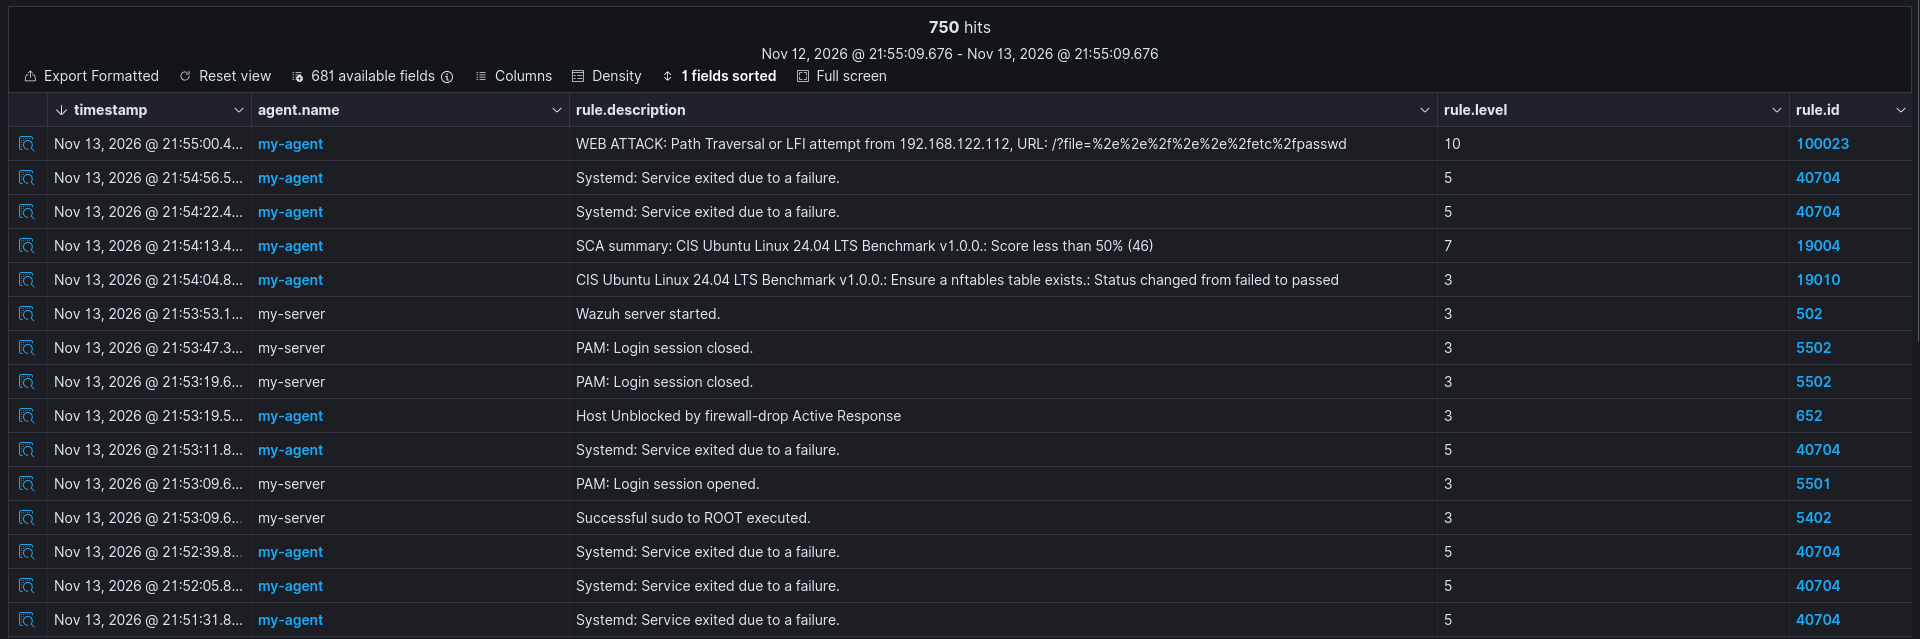 750 hits
Nov 12, 2026 @ 21:55:09.676 - Nov 13, 2026 @ 21:55:09.676
Export Formatted Reset view 681 available fields Columns Density 1 fields sorted Full screen
timestamp agent.name rule.description rule.level rule.id
Nov 13, 2026 @ 21:55:00.4... my-agent WEB ATTACK: Path Traversal or LFI attempt from 192.168.122.112, URL: /?file=%2e%2e%2f%2e%2e%2fetc%2fpasswd 10 100023
Nov 13, 2026 @ 21:54:56.5... my-agent Systemd: Service exited due to a failure. 5 40704
Nov 13, 2026 @ 21:54:22.4... my-agent Systemd: Service exited due to a failure. 5 40704
Nov 13, 2026 @ 21:54:13.4... my-agent SCA summary: CIS Ubuntu Linux 24.04 LTS Benchmark v1.0.0.: Score less than 50% (46) 7 19004
Nov 13, 2026 @ 21:54:04.8... my-agent CIS Ubuntu Linux 24.04 LTS Benchmark v1.0.0.: Ensure a nftables table exists.: Status changed from failed to passed 3 19010
Nov 13, 2026 @ 21:53:53.1... my-server Wazuh server started. 3 502
Nov 13, 2026 @ 21:53:47.3... my-server PAM: Login session closed. 3 5502
Nov 13, 2026 @ 21:53:19.6... my-server PAM: Login session closed. 3 5502
Nov 13, 2026 @ 21:53:19.5... my-agent Host Unblocked by firewall-drop Active Response 3 652
Nov 13, 2026 @ 21:53:11.8... my-agent Systemd: Service exited due to a failure. 5 40704
Nov 13, 2026 @ 21:53:09.6... my-server PAM: Login session opened. 3 5501
Nov 13, 2026 @ 21:53:09.6... my-server Successful sudo to ROOT executed. 3 5402
Nov 13, 2026 @ 21:52:39.8... my-agent Systemd: Service exited due to a failure. 5 40704
Nov 13, 2026 @ 21:52:05.8... my-agent Systemd: Service exited due to a failure. 5 40704
Nov 13, 2026 @ 21:51:31.8... my-agent Systemd: Service exited due to a failure. 5 40704